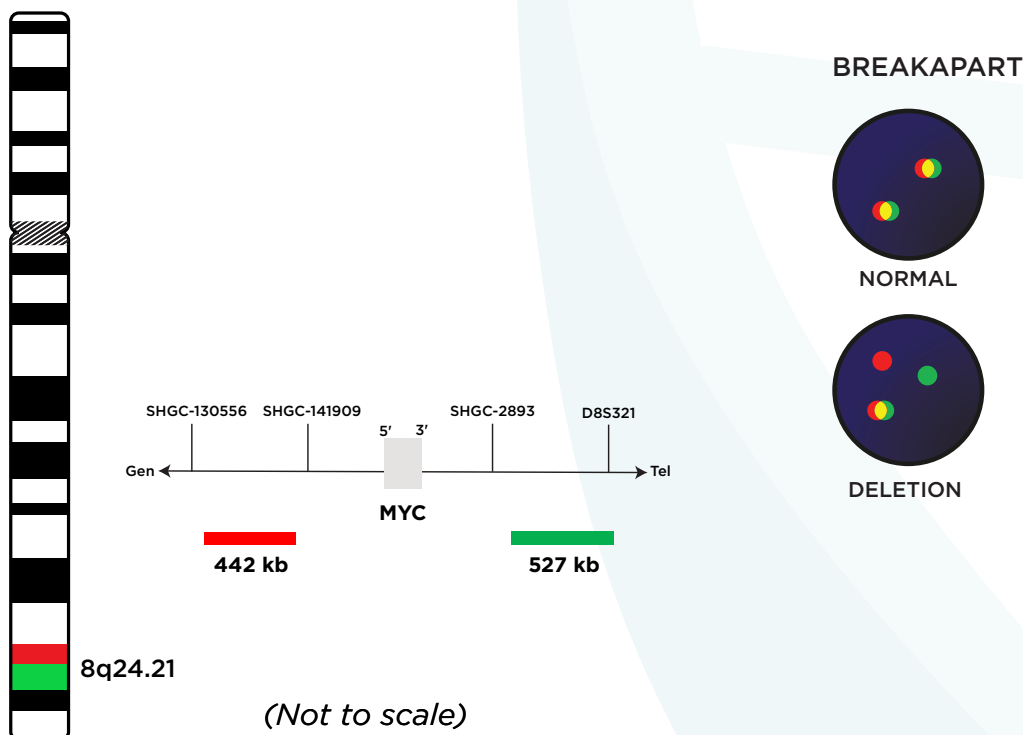 BREAKAPART
NORMAL
SHGC-130556 SHGC-141909 SHGC-2893 D8S321
5' 3'
Gen Tel
DELETION
MYC
442 kb 527 kb
8q24.21
(Not to scale)